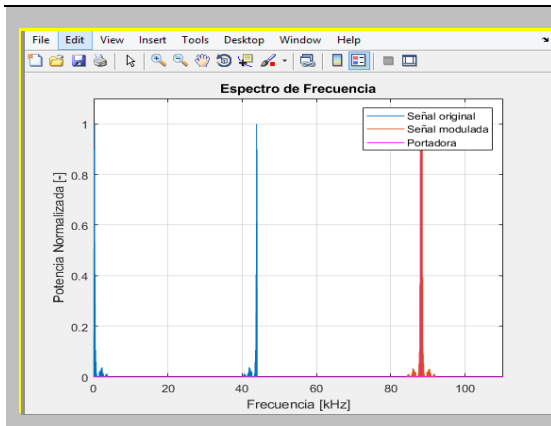 File Edit View Insert Tools Desktop Window Help
Espectro de Frecuencia
Señal original
Señal modulada
Portadora
Potencia Normalizada [-]
1
0.8
0.6
0.4
0.2
0
0 20 40 60 80 100
Frecuencia [kHz]